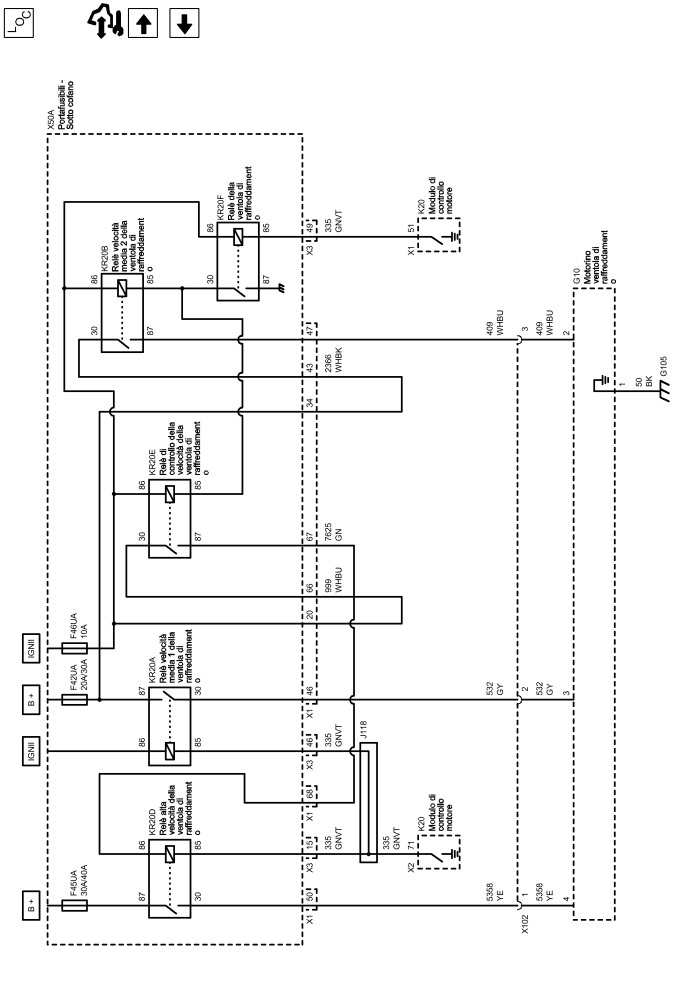 LOC
X50A
Portafusibili -
Sotto cofano
B +
IGNII
B +
IGNII
F45UA
30A/40A
F42UA
20A/30A
F46UA
10A
KR20D
Relè alta
velocità della
ventola di
raffreddament
o
87
86
30
85
KR20A
Relè velocità
media 1 della
ventola di
raffreddament
o
86
87
85
30
KR20E
Relè di
controllo della
velocità della
ventola di
raffreddament
o
30
86
87
85
KR20B
Relè velocità
media 2 della
ventola di
raffreddament
o
30
86
87
85
KR20F
Relè della
ventola di
raffreddament
o
30
86
87
85
X1
50
X3
15
X1
68
X3
46
X1
46
20
66
67
34
43
47
X3
49
335
GNVT
335
GNVT
999
WHBU
7625
GN
2366
WHBK
335
GNVT
J118
335
GNVT
X2
71
K20
Modulo di
controllo
motore
X1
51
K20
Modulo di
controllo
motore
5358
YE
532
GY
409
WHBU
X102
1
2
3
5358
YE
532
GY
409
WHBU
4
3
2
G10
Motorino
ventola di
raffreddament
o
1
50
BK
G105